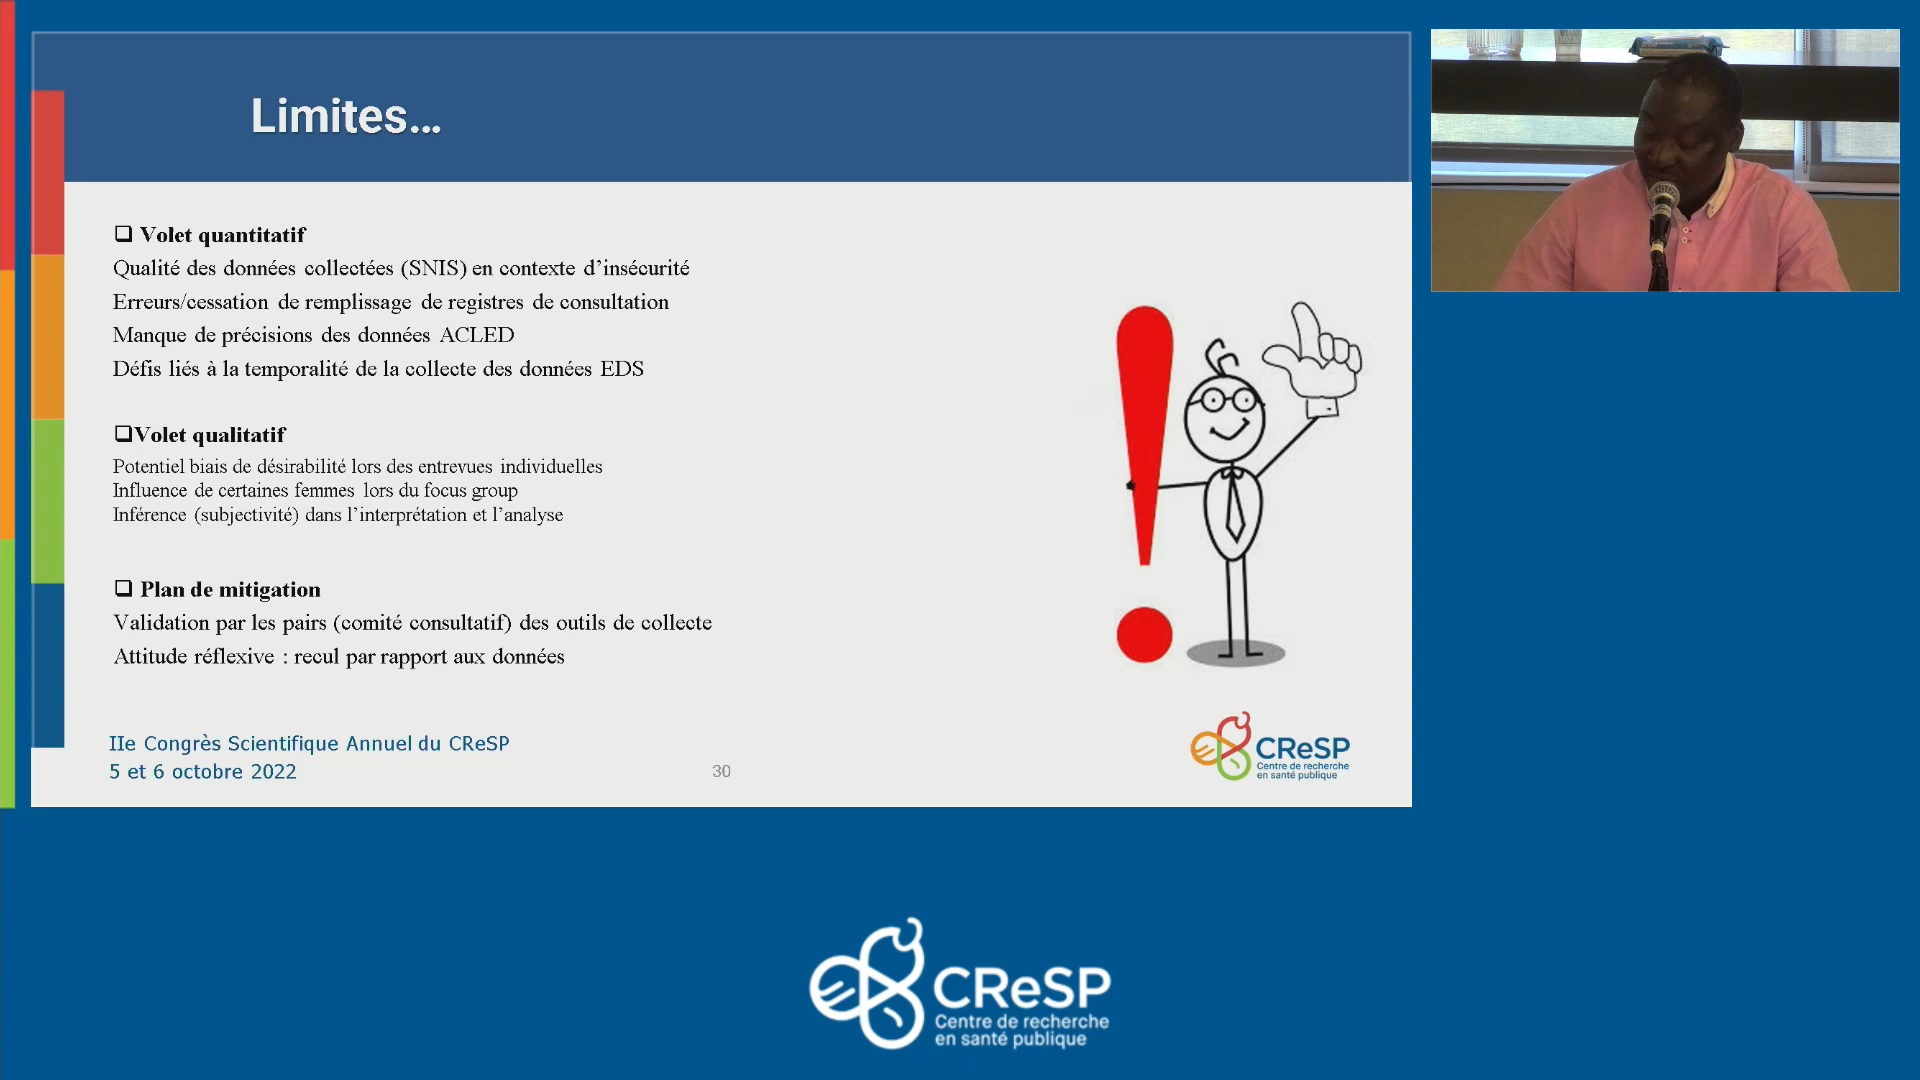 Limites...
❑ Volet quantitatif
Qualité des données collectées (SNIS) en contexte d’insécurité
Erreurs/cessation de remplissage de registres de consultation
Manque de précisions des données ACLED
Défis liés à la temporalité de la collecte des données EDS
❑Volet qualitatif
Potentiel biais de désirabilité lors des entrevues individuelles
Influence de certaines femmes lors du focus group
Inférence (subjectivité) dans l’interprétation et l’analyse
❑ Plan de mitigation
Validation par les pairs (comité consultatif) des outils de collecte
Attitude réflexive : recul par rapport aux données
IIe Congrès Scientifique Annuel du CReSP
5 et 6 octobre 2022
30
CReSP
Centre de recherche
en santé publique
CReSP
Centre de recherche
en santé publique